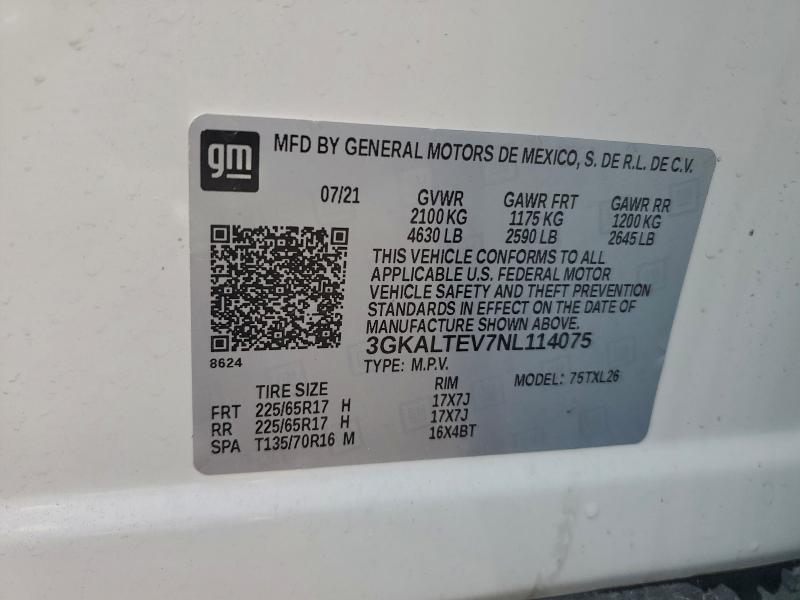 gm MFD BY GENERAL MOTORS DE MEXICO, S. DE R.L. DE C.V.
07/21 GVWR GAWR FRT GAWR RR
2100 KG 1175 KG 1200 KG
4630 LB 2590 LB 2645 LB
THIS VEHICLE CONFORMS TO ALL
APPLICABLE U.S. FEDERAL MOTOR
VEHICLE SAFETY AND THEFT PREVENTION
STANDARDS IN EFFECT ON THE DATE OF
MANUFACTURE SHOWN ABOVE.
3GKALTEV7NL114075
8624 TYPE: M.P.V. MODEL: 75TXL26
TIRE SIZE RIM
FRT 225/65R17 H 17X7J
RR 225/65R17 H 17X7J
SPA T135/70R16 M 16X4BT